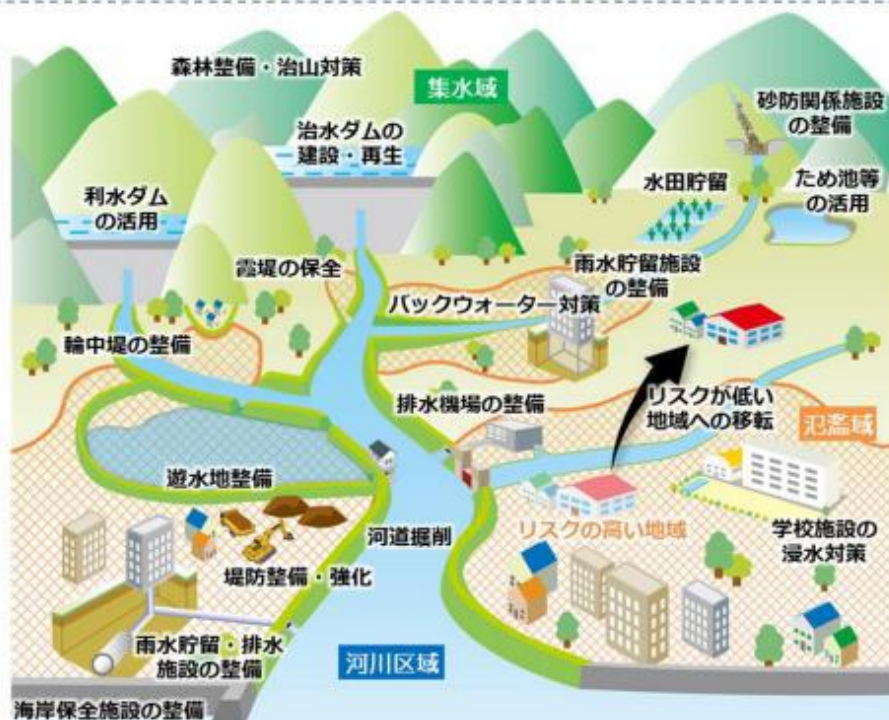 森林整備・治山対策
集水域
砂防関係施設
の整備
治水ダムの
建設・再生
水田貯留
ため池等
の活用
利水ダム
の活用
霞堤の保全
雨水貯留施設
の整備
バックウォーター対策
輪中堤の整備
排水機場の整備
リスクが低い
地域への移転
氾濫域
遊水地整備
河道掘削
リスクの高い地域
学校施設の
浸水対策
堤防整備・強化
雨水貯留・排水
施設の整備
河川区域
海岸保全施設の整備